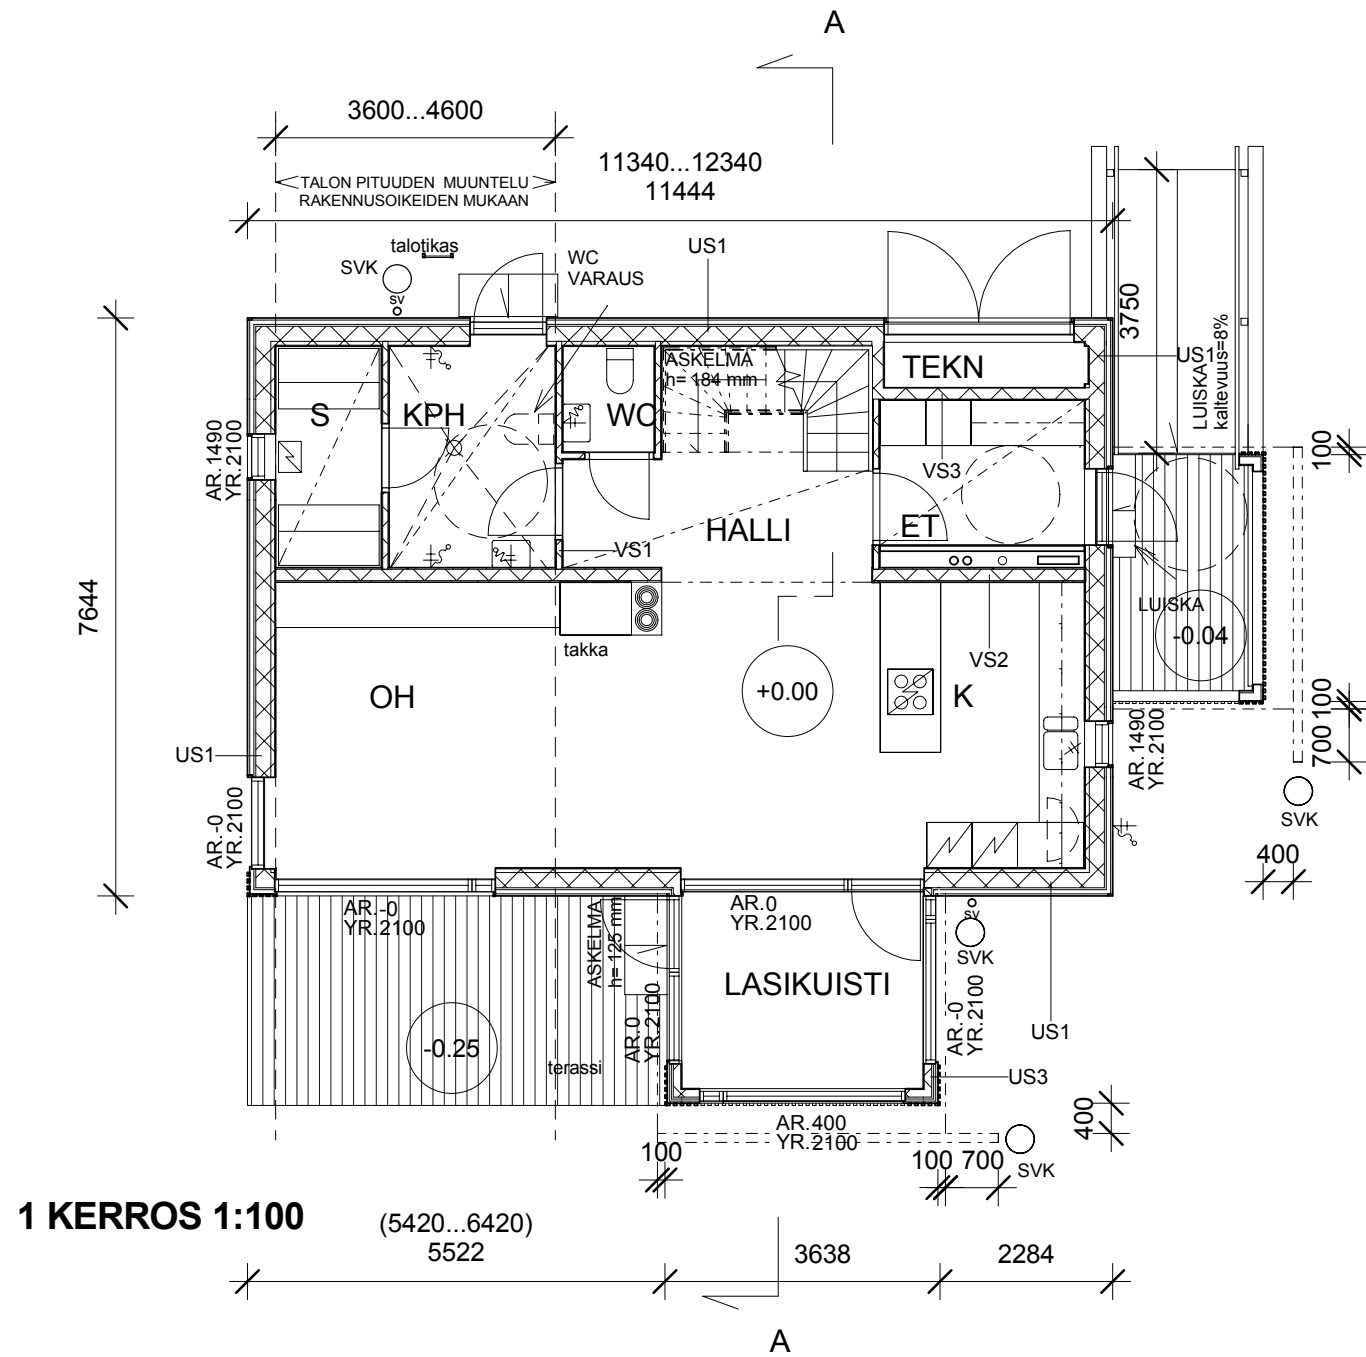 A
3600...4600
11340...12340
11444
TALON PITUUDEN MUUNTELU
RAKENNUSOIKEIDEN MUKAAN
talotikas
SVK
sv
WC
VARAUS
US1
3750
LUISKA
kaltevuus=8%
US1
ASKELMA
h= 184 mm
TEKN
S
KPH
WC
AR.1490
YR.2100
VS3
100
HALLI
ET
VS1
7644
LUISKA
-0.04
takka
VS2
OH
+0.00
K
100
700
US1
AR.1490
YR.2100
SVK
AR.-0
YR.2100
400
AR.-0
YR.2100
ASKELMA
h= 125 mm
AR.0
YR.2100
sv
SVK
LASIKUISTI
AR.0
YR.2100
AR.-0
YR.2100
US1
-0.25
terassi
US3
400
AR.400
YR.2100
100
100
700
SVK
1 KERROS 1:100
(5420...6420)
5522
3638
2284
A